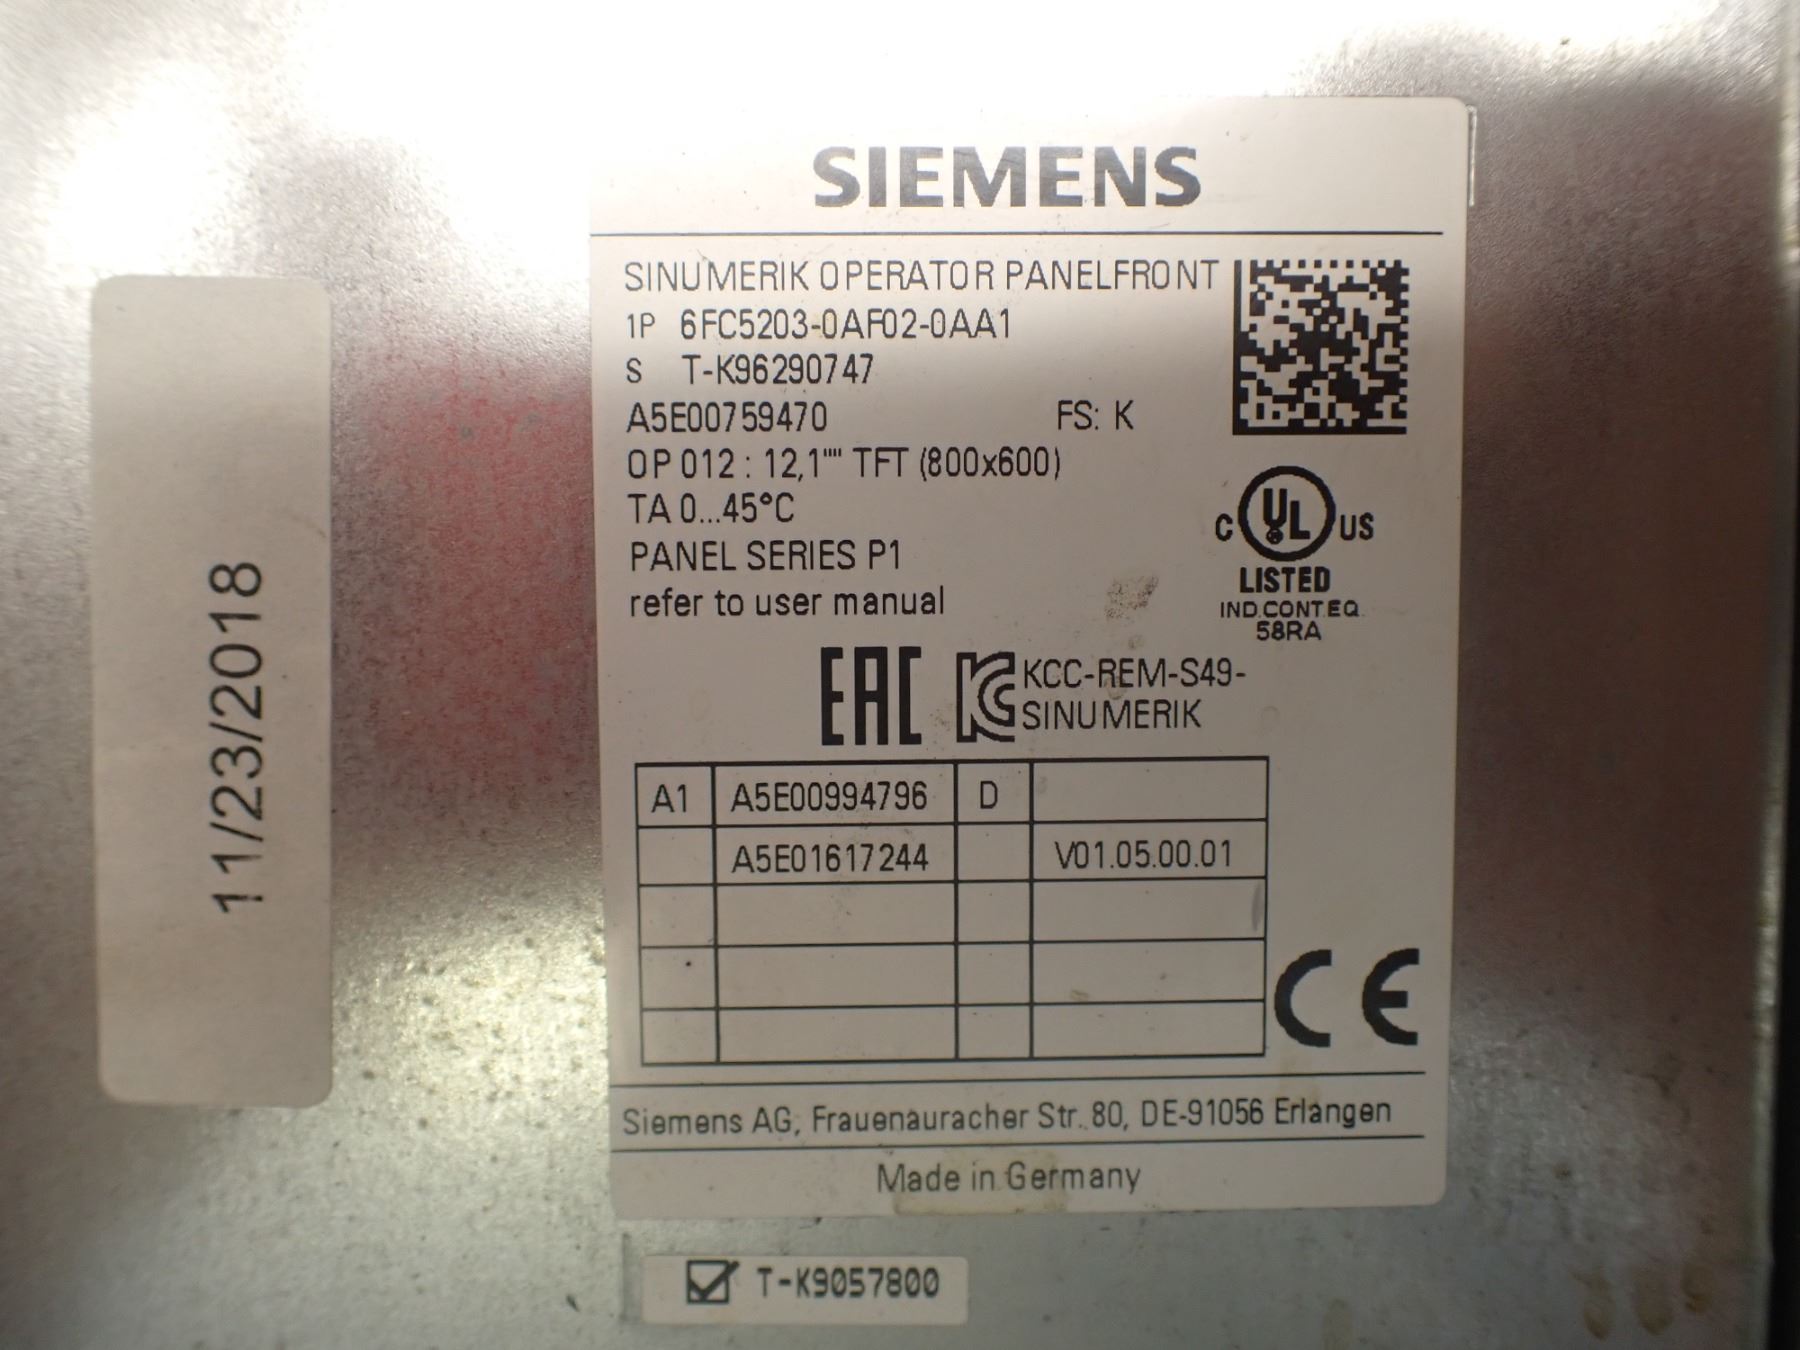 SIEMENS
SINUMERIK OPERATOR PANELFRONT
1P 6FC5203-0AF02-0AA1
S T-K96290747
A5E00759470 FS: K
OP 012 : 12,1"" TFT (800x600)
TA 0...45°C
PANEL SERIES P1
refer to user manual
C UL US
LISTED
IND.CONT.EQ.
58RA
EAC KC KCC-REM-S49-
SINUMERIK
A1 A5E00994796 D
A5E01617244 V01.05.00.01
CE
Siemens AG, Frauenauracher Str. 80, DE-91056 Erlangen
Made in Germany
T-K9057800
11/23/2018